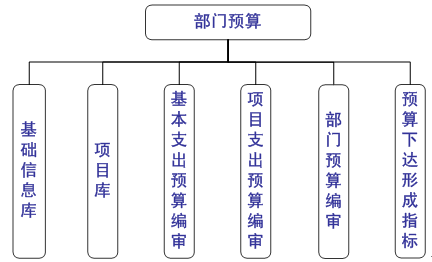 部门预算
基础信息库
项目库
基本支出预算编审
项目支出预算编审
部门预算编审
预算下达形成指标